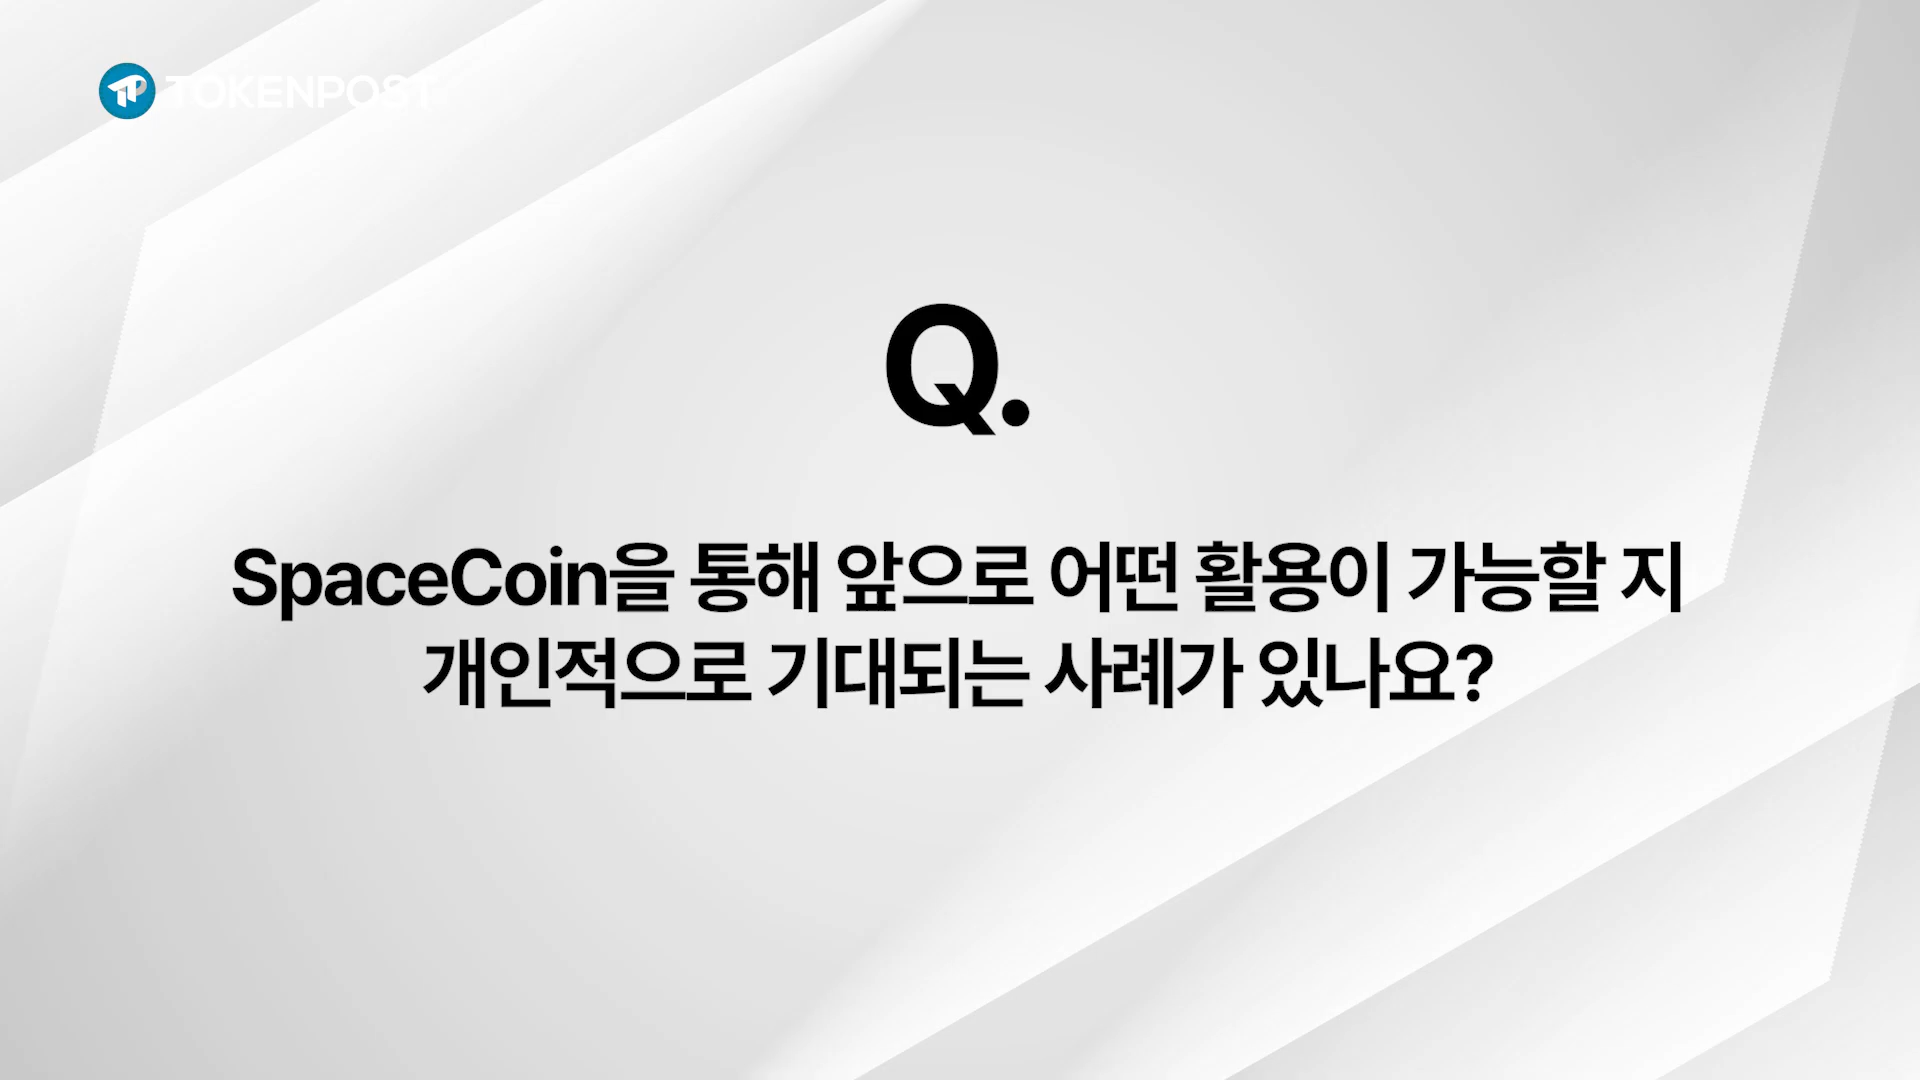 TOKENPOST
Q.
SpaceCoin을 통해 앞으로 어떤 활용이 가능할 지
개인적으로 기대되는 사례가 있나요?